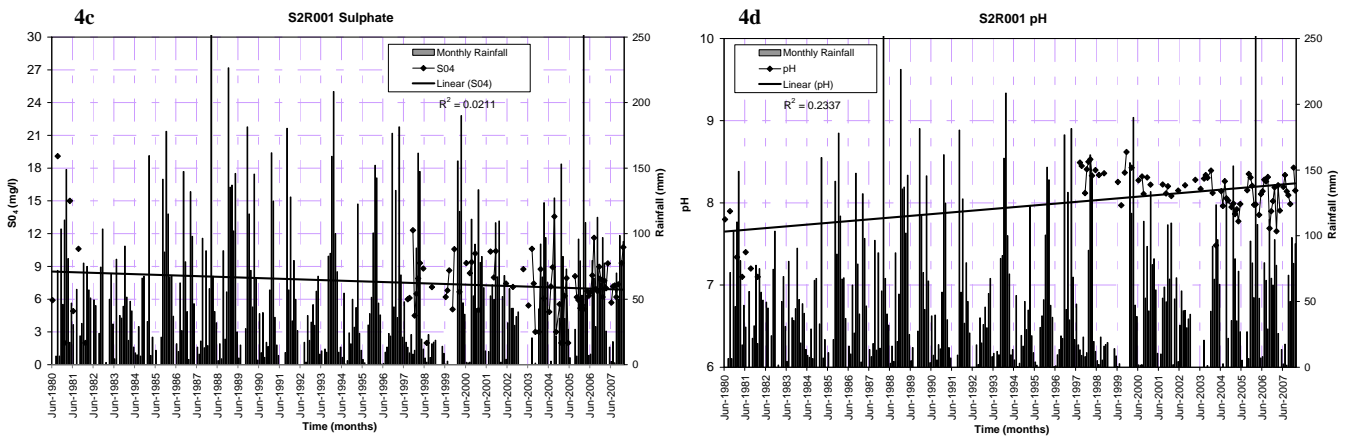 4c
S2R001 Sulphate
30
27
24
21
18
15
12
9
6
3
0
S0₄ (mg/l)
250
200
150
100
50
0
Rainfall (mm)
Monthly Rainfall
S04
Linear (S04)
R² = 0.0211
Jun-1980
Jun-1981
Jun-1982
Jun-1983
Jun-1984
Jun-1985
Jun-1986
Jun-1987
Jun-1988
Jun-1989
Jun-1990
Jun-1991
Jun-1992
Jun-1993
Jun-1994
Jun-1995
Jun-1996
Jun-1997
Jun-1998
Jun-1999
Jun-2000
Jun-2001
Jun-2002
Jun-2003
Jun-2004
Jun-2005
Jun-2006
Jun-2007
Time (months)
4d
S2R001 pH
10
9
8
7
6
pH
250
200
150
100
50
0
Rainfall (mm)
Monthly Rainfall
pH
Linear (pH)
R² = 0.2337
Jun-1980
Jun-1981
Jun-1982
Jun-1983
Jun-1984
Jun-1985
Jun-1986
Jun-1987
Jun-1988
Jun-1989
Jun-1990
Jun-1991
Jun-1992
Jun-1993
Jun-1994
Jun-1995
Jun-1996
Jun-1997
Jun-1998
Jun-1999
Jun-2000
Jun-2001
Jun-2002
Jun-2003
Jun-2004
Jun-2005
Jun-2006
Jun-2007
Time (months)